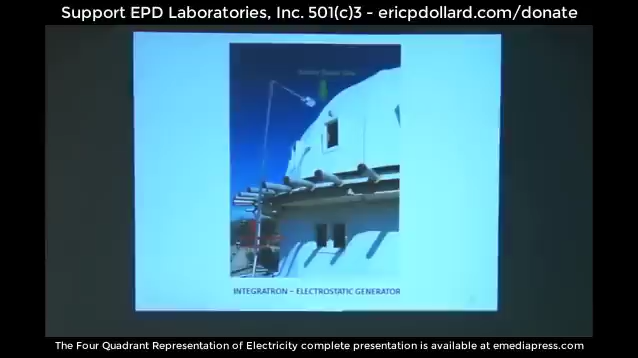 Support EPD Laboratories, Inc. 501(c)3 - ericpdollard.com/donate
INTEGRATRON – ELECTROSTATIC GENERATOR
The Four Quadrant Representation of Electricity complete presentation is available at emediapress.com